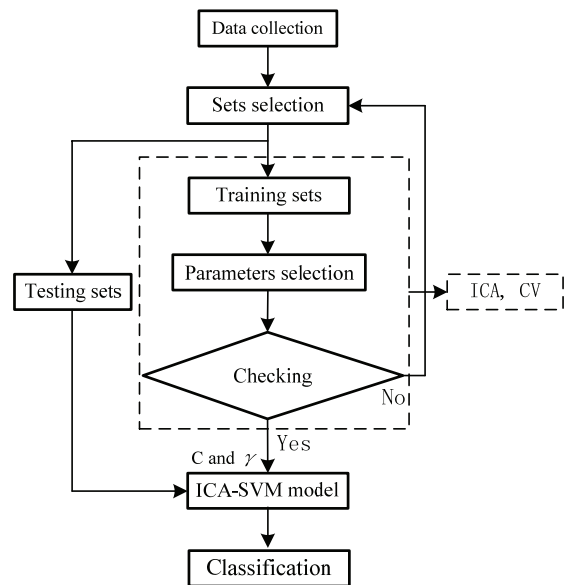 Data collection
Sets selection
Training sets
Parameters selection
Testing sets
ICA, CV
Checking
No
Yes
C and γ
ICA-SVM model
Classification